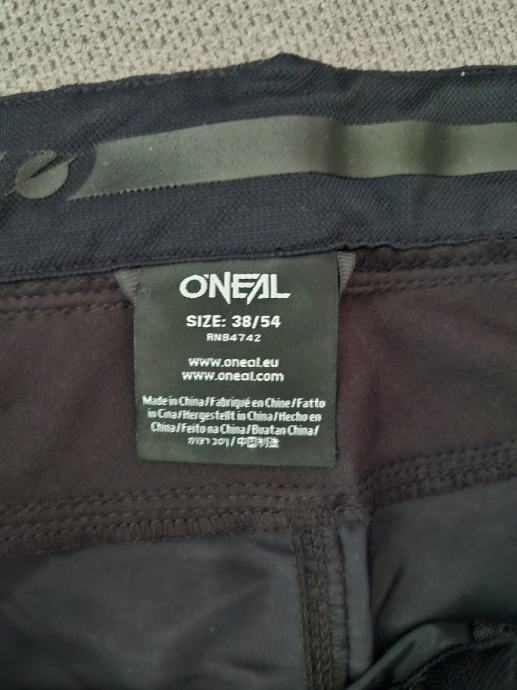 O'NEAL
SIZE: 38/54
RN84742
www.oneal.eu
www.oneal.com
Made in China/Fabriqué en Chine/Fatto
in Cina/Hergestellt in China/Hecho en
China/Feito na China/Buatan China/
中国制造